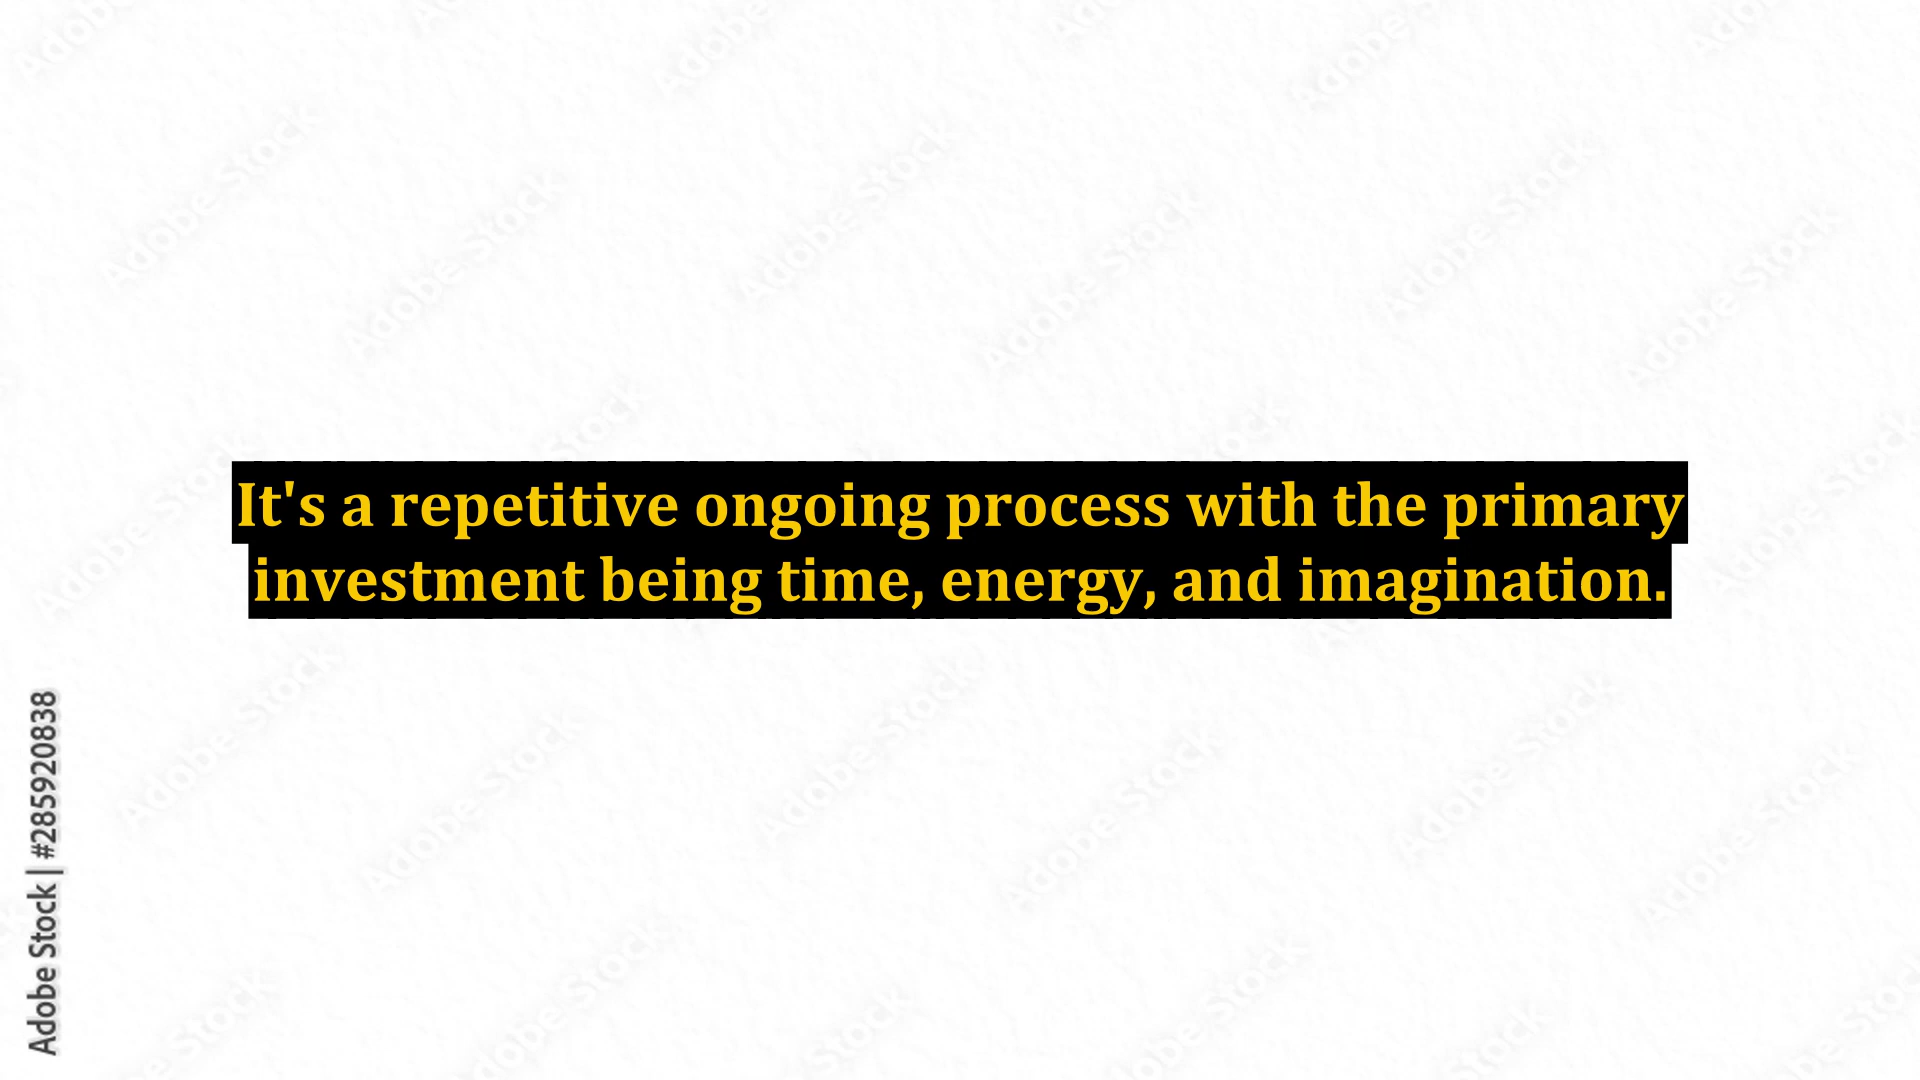 It's a repetitive ongoing process with the primary
investment being time, energy, and imagination.
Adobe Stock | #285920838